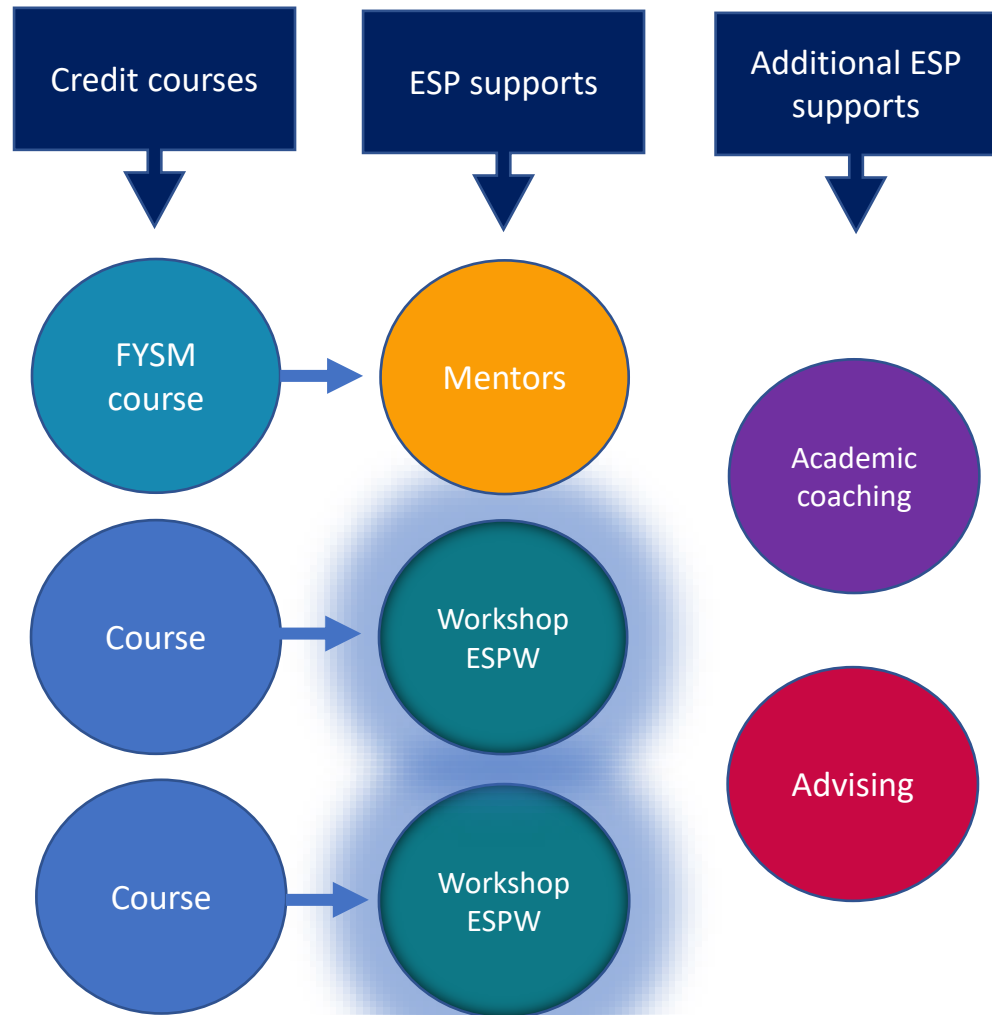 Credit courses
ESP supports
Additional ESP
supports
FYSM
course
Mentors
Academic
coaching
Course
Workshop
ESPW
Advising
Course
Workshop
ESPW